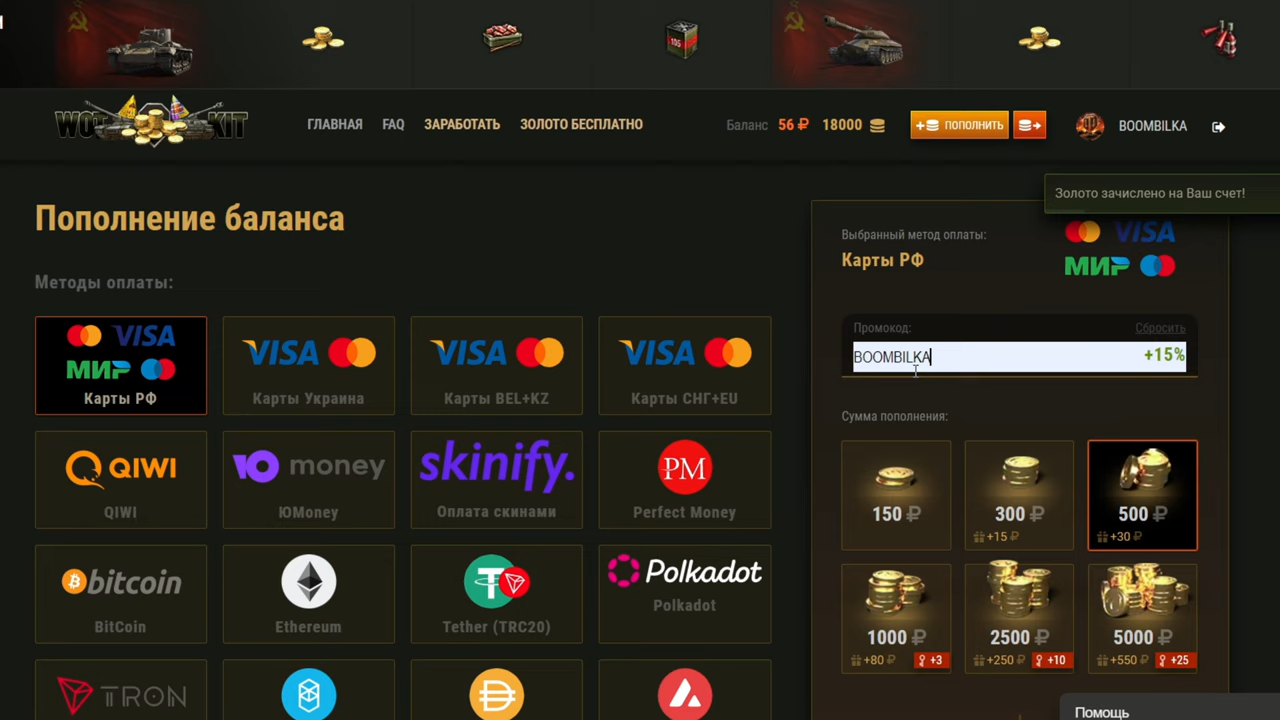 105
WOT KIT
ГЛАВНАЯ
FAQ
ЗАРАБОТАТЬ
ЗОЛОТО БЕСПЛАТНО
Баланс 56 ₽ 18000
+ ПОПОЛНИТЬ
BOOMBILKA
Золото зачислено на Ваш счет!
Пополнение баланса
Методы оплаты:
VISA
МИР
Карты РФ
VISA
Карты Украина
VISA
Карты BEL+KZ
VISA
Карты СНГ+EU
QIWI
QIWI
Ю money
ЮMoney
skinify.
Оплата скинами
PM
Perfect Money
bitcoin
BitCoin
Ethereum
Tether (TRC20)
Polkadot
Polkadot
TRON
Выбранный метод оплаты:
Карты РФ
VISA
МИР
Промокод:
Сбросить
BOOMBILKA
+15%
Сумма пополнения:
150 ₽
300 ₽
+15 ₽
500 ₽
+30 ₽
1000 ₽
+80 ₽ +3
2500 ₽
+250 ₽ +10
5000 ₽
+550 ₽ +25
Помощь